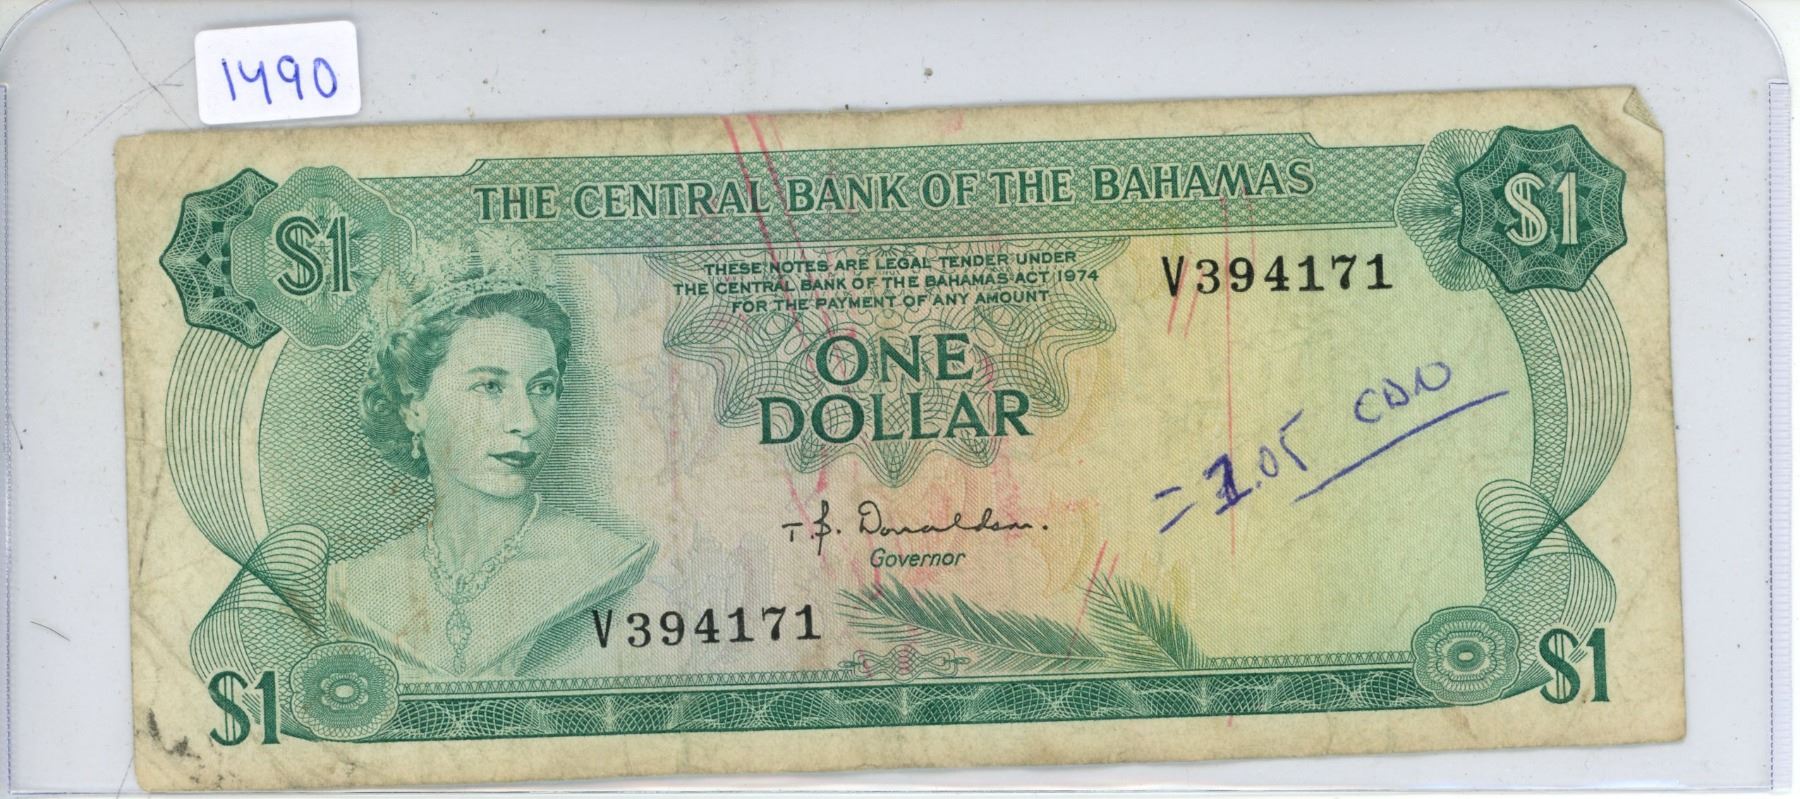 1490
THE CENTRAL BANK OF THE BAHAMAS
$1
$1
THESE NOTES ARE LEGAL TENDER UNDER
THE CENTRAL BANK OF THE BAHAMAS ACT 1974
FOR THE PAYMENT OF ANY AMOUNT
V394171
ONE
DOLLAR
= 1.05 CDN
T.B. Donaldson.
Governor
V394171
$1
$1